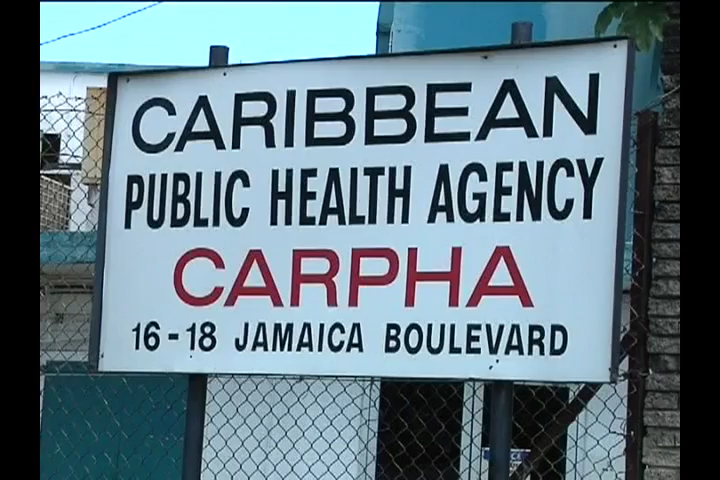 CARIBBEAN
PUBLIC HEALTH AGENCY
CARPHA
16-18 JAMAICA BOULEVARD